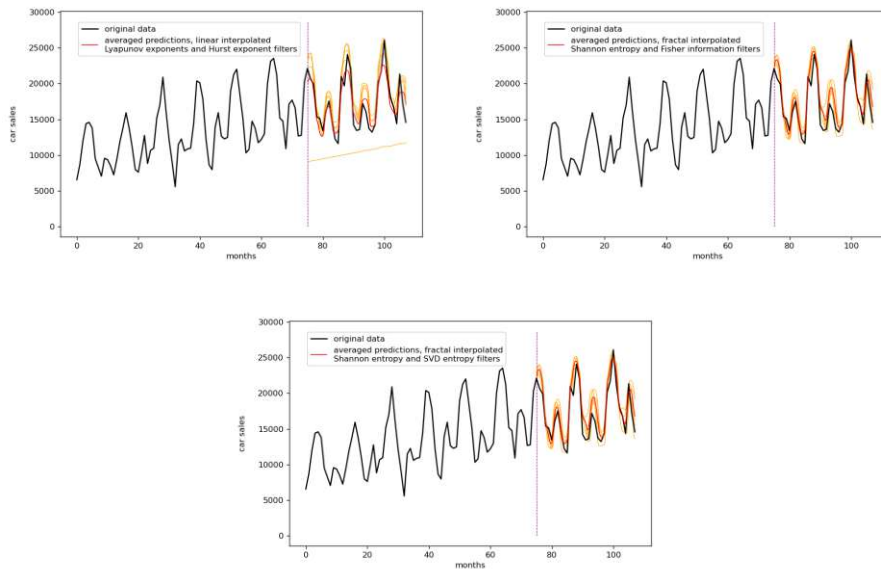 30000
25000
20000
15000
10000
5000
0
car sales
original data
averaged predictions, linear interpolated
Lyapunov exponents and Hurst exponent filters
0 20 40 60 80 100
months
30000
25000
20000
15000
10000
5000
0
car sales
original data
averaged predictions, fractal interpolated
Shannon entropy and Fisher information filters
0 20 40 60 80 100
months
30000
25000
20000
15000
10000
5000
0
car sales
original data
averaged predictions, fractal interpolated
Shannon entropy and SVD entropy filters
0 20 40 60 80 100
months